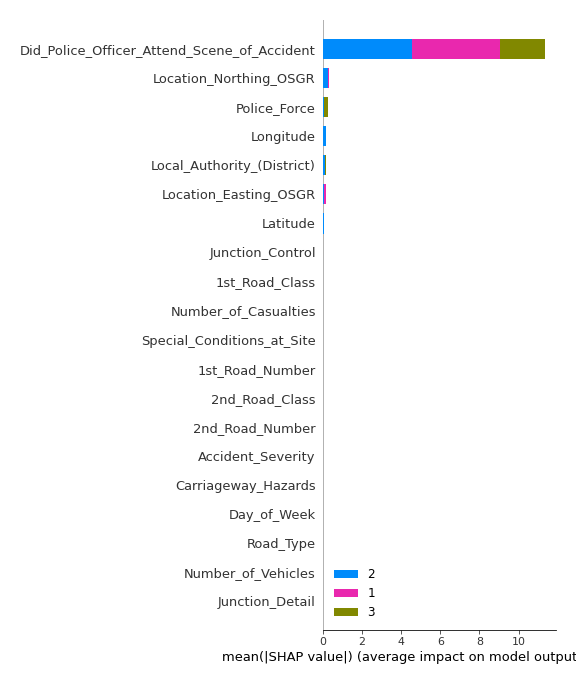 Did_Police_Officer_Attend_Scene_of_Accident
Location_Northing_OSGR
Police_Force
Longitude
Local_Authority_(District)
Location_Easting_OSGR
Latitude
Junction_Control
1st_Road_Class
Number_of_Casualties
Special_Conditions_at_Site
1st_Road_Number
2nd_Road_Class
2nd_Road_Number
Accident_Severity
Carriageway_Hazards
Day_of_Week
Road_Type
Number_of_Vehicles
Junction_Detail
2
1
3
0 2 4 6 8 10
mean(|SHAP value|) (average impact on model output